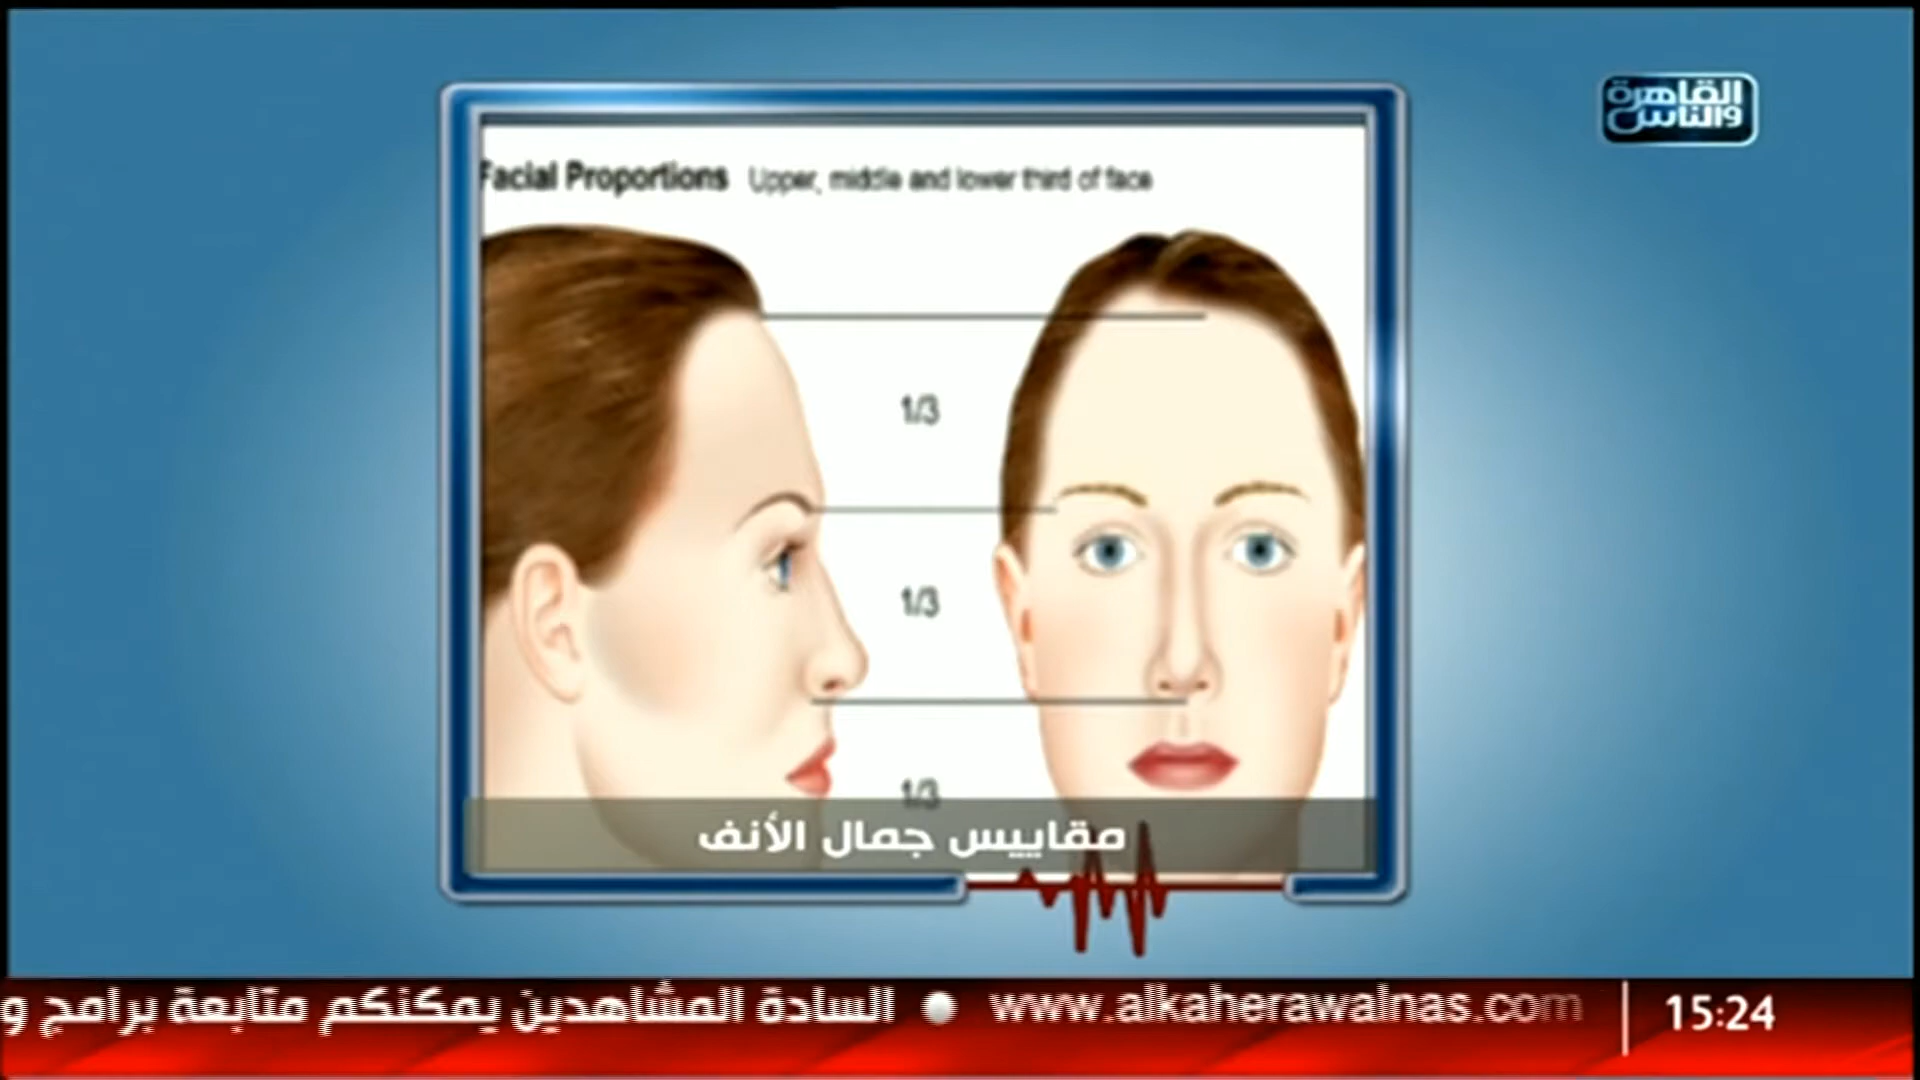 القاهرة
والناس
Facial Proportions Upper, middle and lower third of face
1/3
1/3
1/3
مقاييس جمال الأنف
السادة المشاهدين يمكنكم متابعة برامج و
www.alkaherawalnas.com
15:24